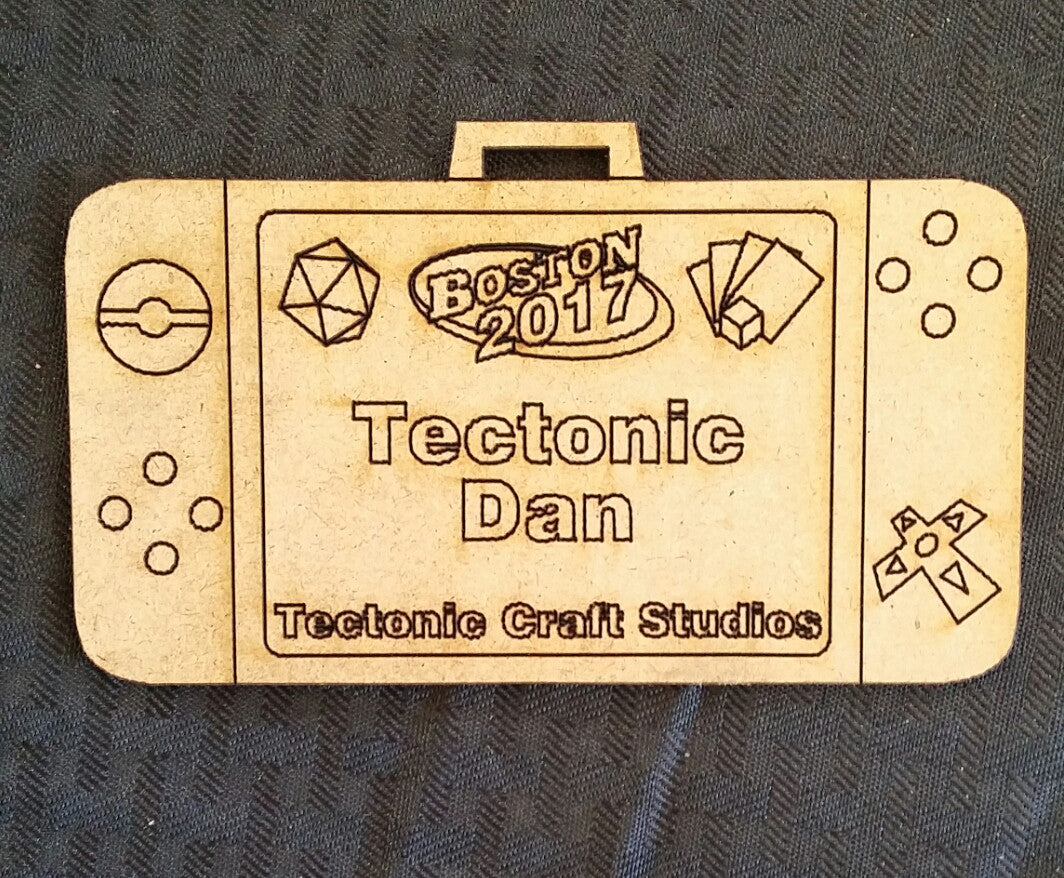 BOSTON
2017
Tectonic
Dan
Tectonic Craft Studios